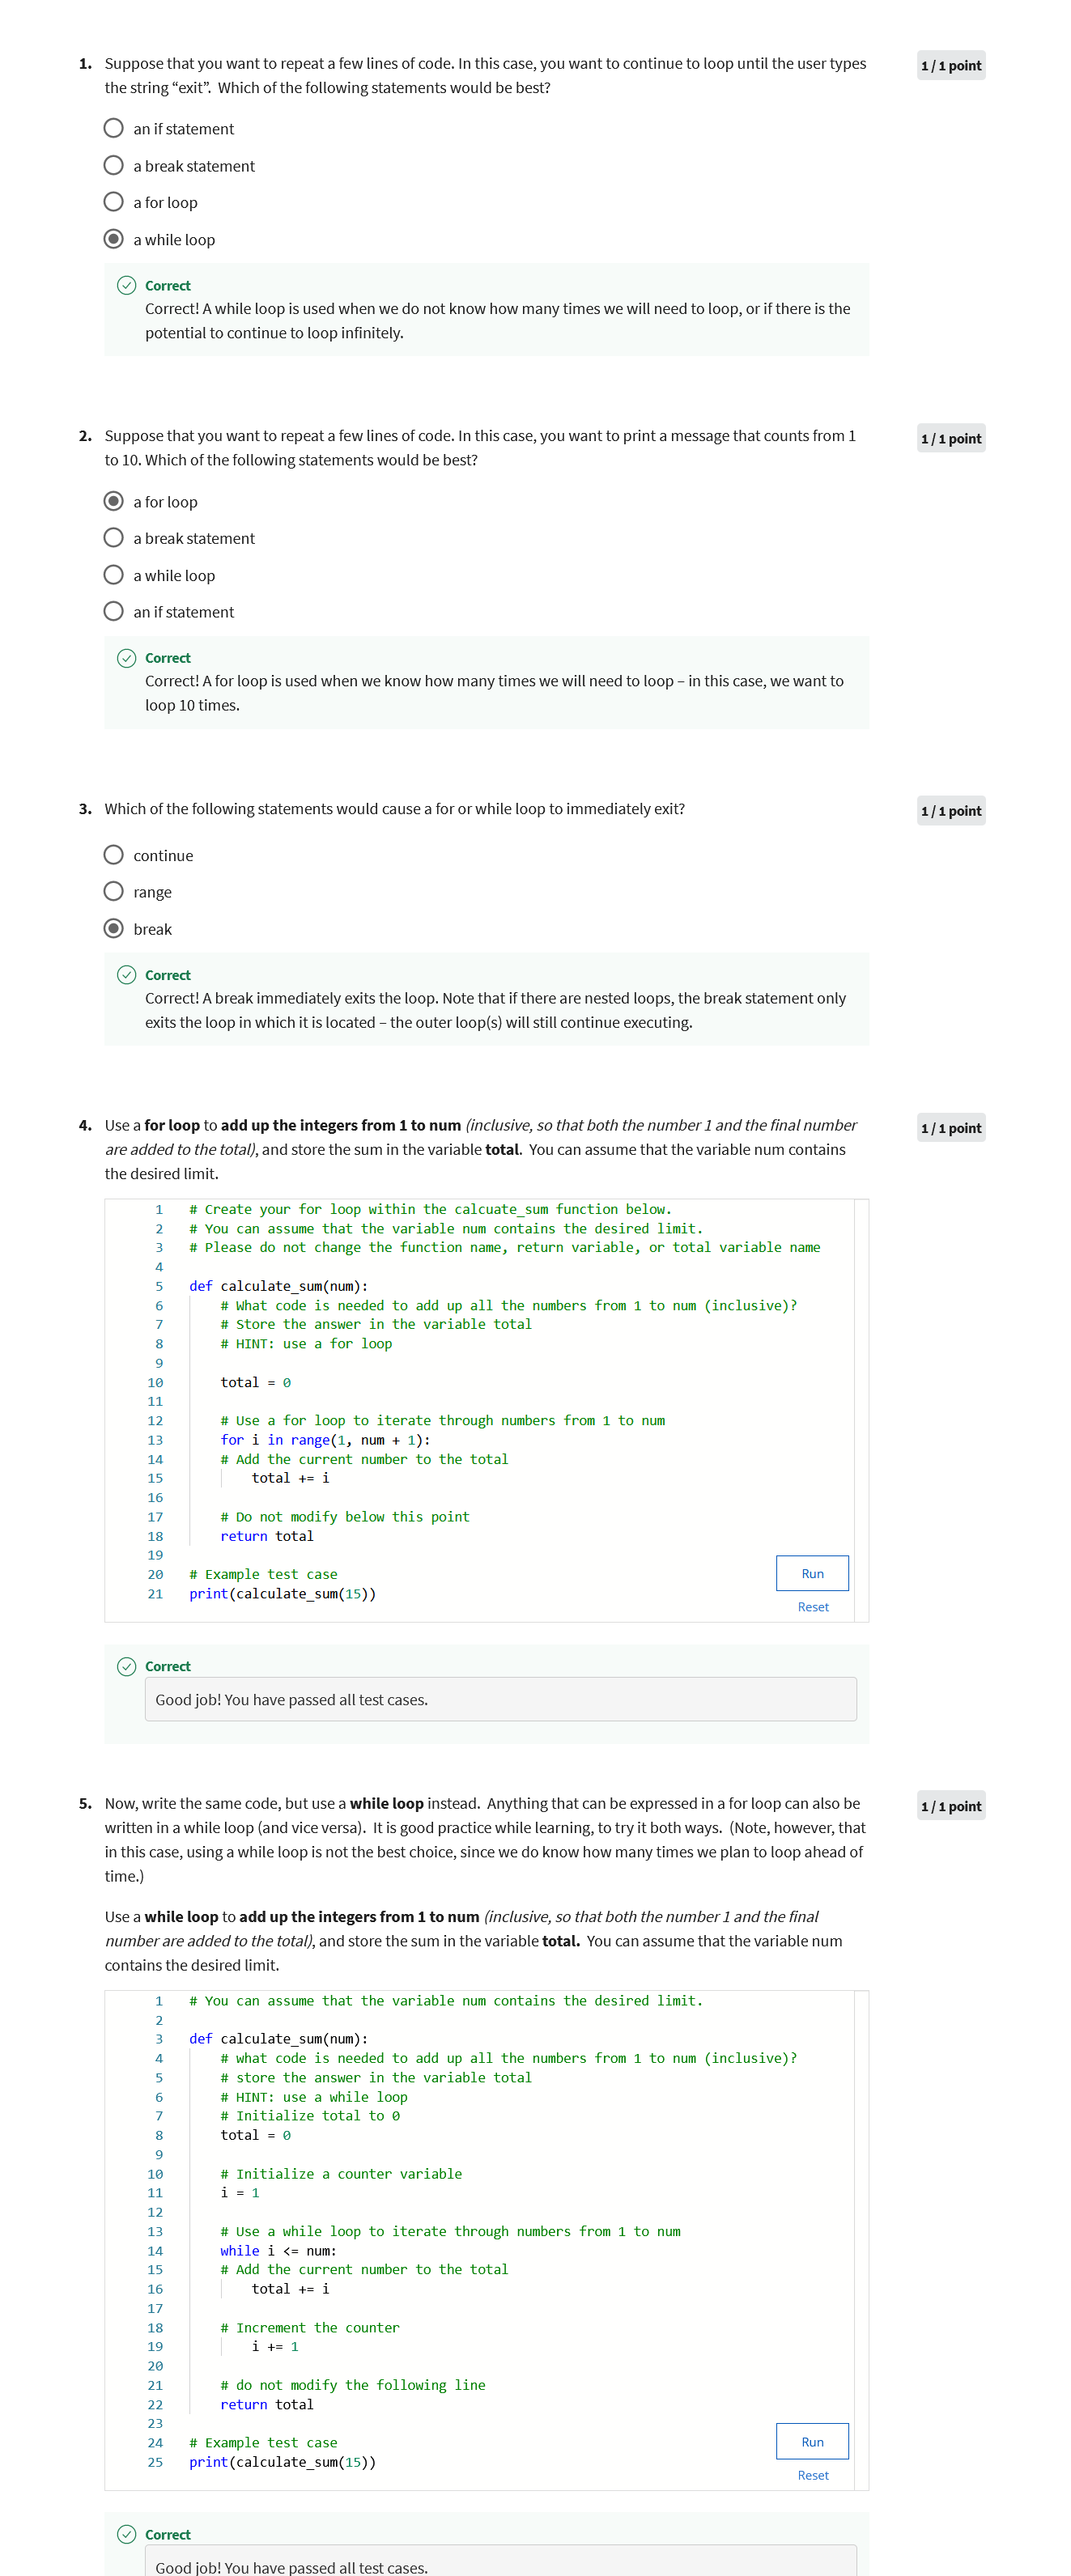 1. Suppose that you want to repeat a few lines of code. In this case, you want to continue to loop until the user types
the string “exit”. Which of the following statements would be best?
1 / 1 point
an if statement
a break statement
a for loop
a while loop
Correct
Correct! A while loop is used when we do not know how many times we will need to loop, or if there is the
potential to continue to loop infinitely.
2. Suppose that you want to repeat a few lines of code. In this case, you want to print a message that counts from 1
to 10. Which of the following statements would be best?
1 / 1 point
a for loop
a break statement
a while loop
an if statement
Correct
Correct! A for loop is used when we know how many times we will need to loop – in this case, we want to
loop 10 times.
3. Which of the following statements would cause a for or while loop to immediately exit?
1 / 1 point
continue
range
break
Correct
Correct! A break immediately exits the loop. Note that if there are nested loops, the break statement only
exits the loop in which it is located – the outer loop(s) will still continue executing.
4. Use a for loop to add up the integers from 1 to num (inclusive, so that both the number 1 and the final number
are added to the total), and store the sum in the variable total. You can assume that the variable num contains
the desired limit.
1 / 1 point
1 # Create your for loop within the calcuate_sum function below.
2 # You can assume that the variable num contains the desired limit.
3 # Please do not change the function name, return variable, or total variable name
4
5 def calculate_sum(num):
6     # What code is needed to add up all the numbers from 1 to num (inclusive)?
7     # Store the answer in the variable total
8     # HINT: use a for loop
9
10     total = 0
11
12     # Use a for loop to iterate through numbers from 1 to num
13     for i in range(1, num + 1):
14     # Add the current number to the total
15         total += i
16
17     # Do not modify below this point
18     return total
19
20 # Example test case
21 print(calculate_sum(15))
Run
Reset
Correct
Good job! You have passed all test cases.
5. Now, write the same code, but use a while loop instead. Anything that can be expressed in a for loop can also be
written in a while loop (and vice versa). It is good practice while learning, to try it both ways. (Note, however, that
in this case, using a while loop is not the best choice, since we do know how many times we plan to loop ahead of
time.)
1 / 1 point
Use a while loop to add up the integers from 1 to num (inclusive, so that both the number 1 and the final
number are added to the total), and store the sum in the variable total. You can assume that the variable num
contains the desired limit.
1 # You can assume that the variable num contains the desired limit.
2
3 def calculate_sum(num):
4     # what code is needed to add up all the numbers from 1 to num (inclusive)?
5     # store the answer in the variable total
6     # HINT: use a while loop
7     # Initialize total to 0
8     total = 0
9
10     # Initialize a counter variable
11     i = 1
12
13     # Use a while loop to iterate through numbers from 1 to num
14     while i <= num:
15     # Add the current number to the total
16         total += i
17
18     # Increment the counter
19         i += 1
20
21     # do not modify the following line
22     return total
23
24 # Example test case
25 print(calculate_sum(15))
Run
Reset
Correct
Good job! You have passed all test cases.